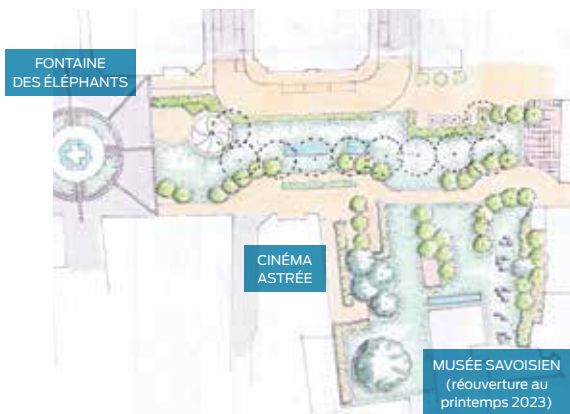 FONTAINE
DES ÉLÉPHANTS
CINÉMA
ASTRÉE
MUSÉE SAVOISIEN
(réouverture au
printemps 2023)